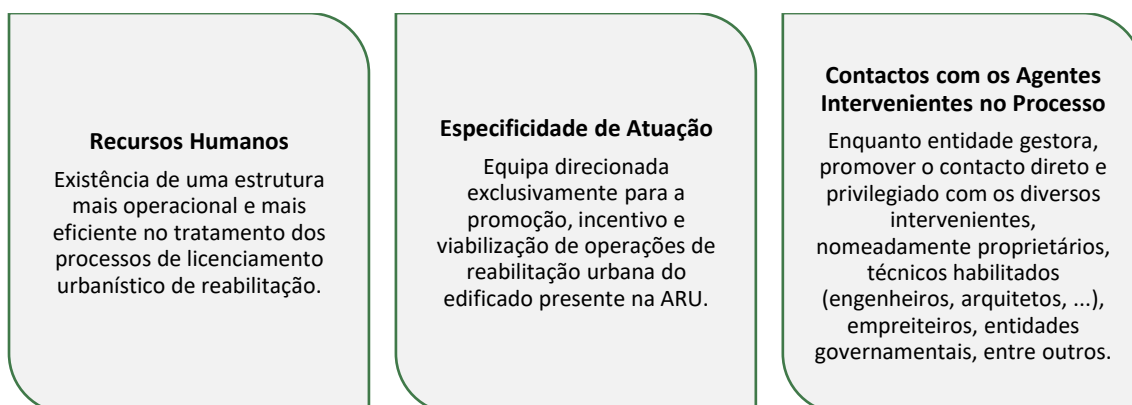 Recursos Humanos
Existência de uma estrutura
mais operacional e mais
eficiente no tratamento dos
processos de licenciamento
urbanístico de reabilitação.
Especificidade de Atuação
Equipa direcionada
exclusivamente para a
promoção, incentivo e
viabilização de operações de
reabilitação urbana do
edificado presente na ARU.
Contactos com os Agentes
Intervenientes no Processo
Enquanto entidade gestora,
promover o contacto direto e
privilegiado com os diversos
intervenientes,
nomeadamente proprietários,
técnicos habilitados
(engenheiros, arquitetos, ...),
empreiteiros, entidades
governamentais, entre outros.